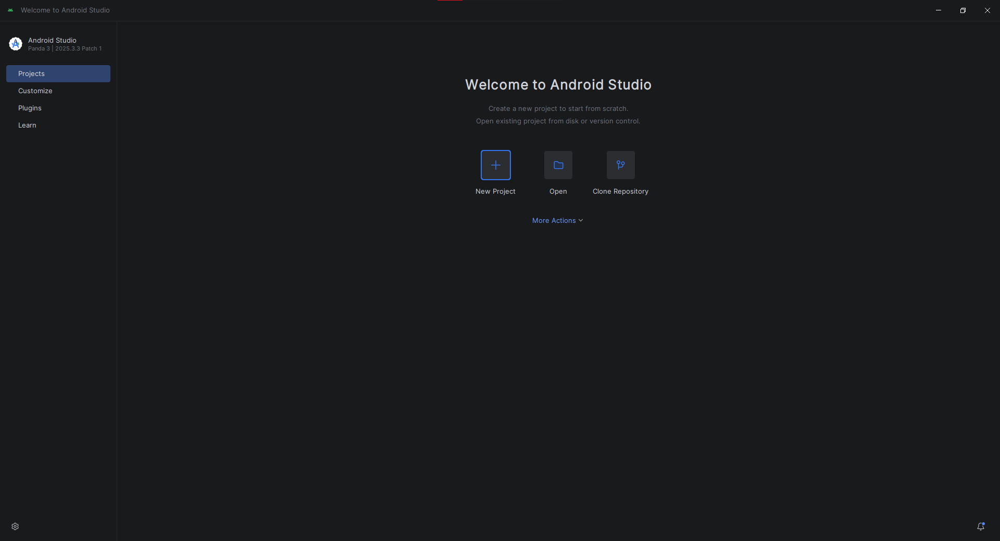 Welcome to Android Studio
Android Studio
Panda 3 | 2025.3.3 Patch 1
Projects
Customize
Plugins
Learn
Welcome to Android Studio
Create a new project to start from scratch.
Open existing project from disk or version control.
New Project
Open
Clone Repository
More Actions